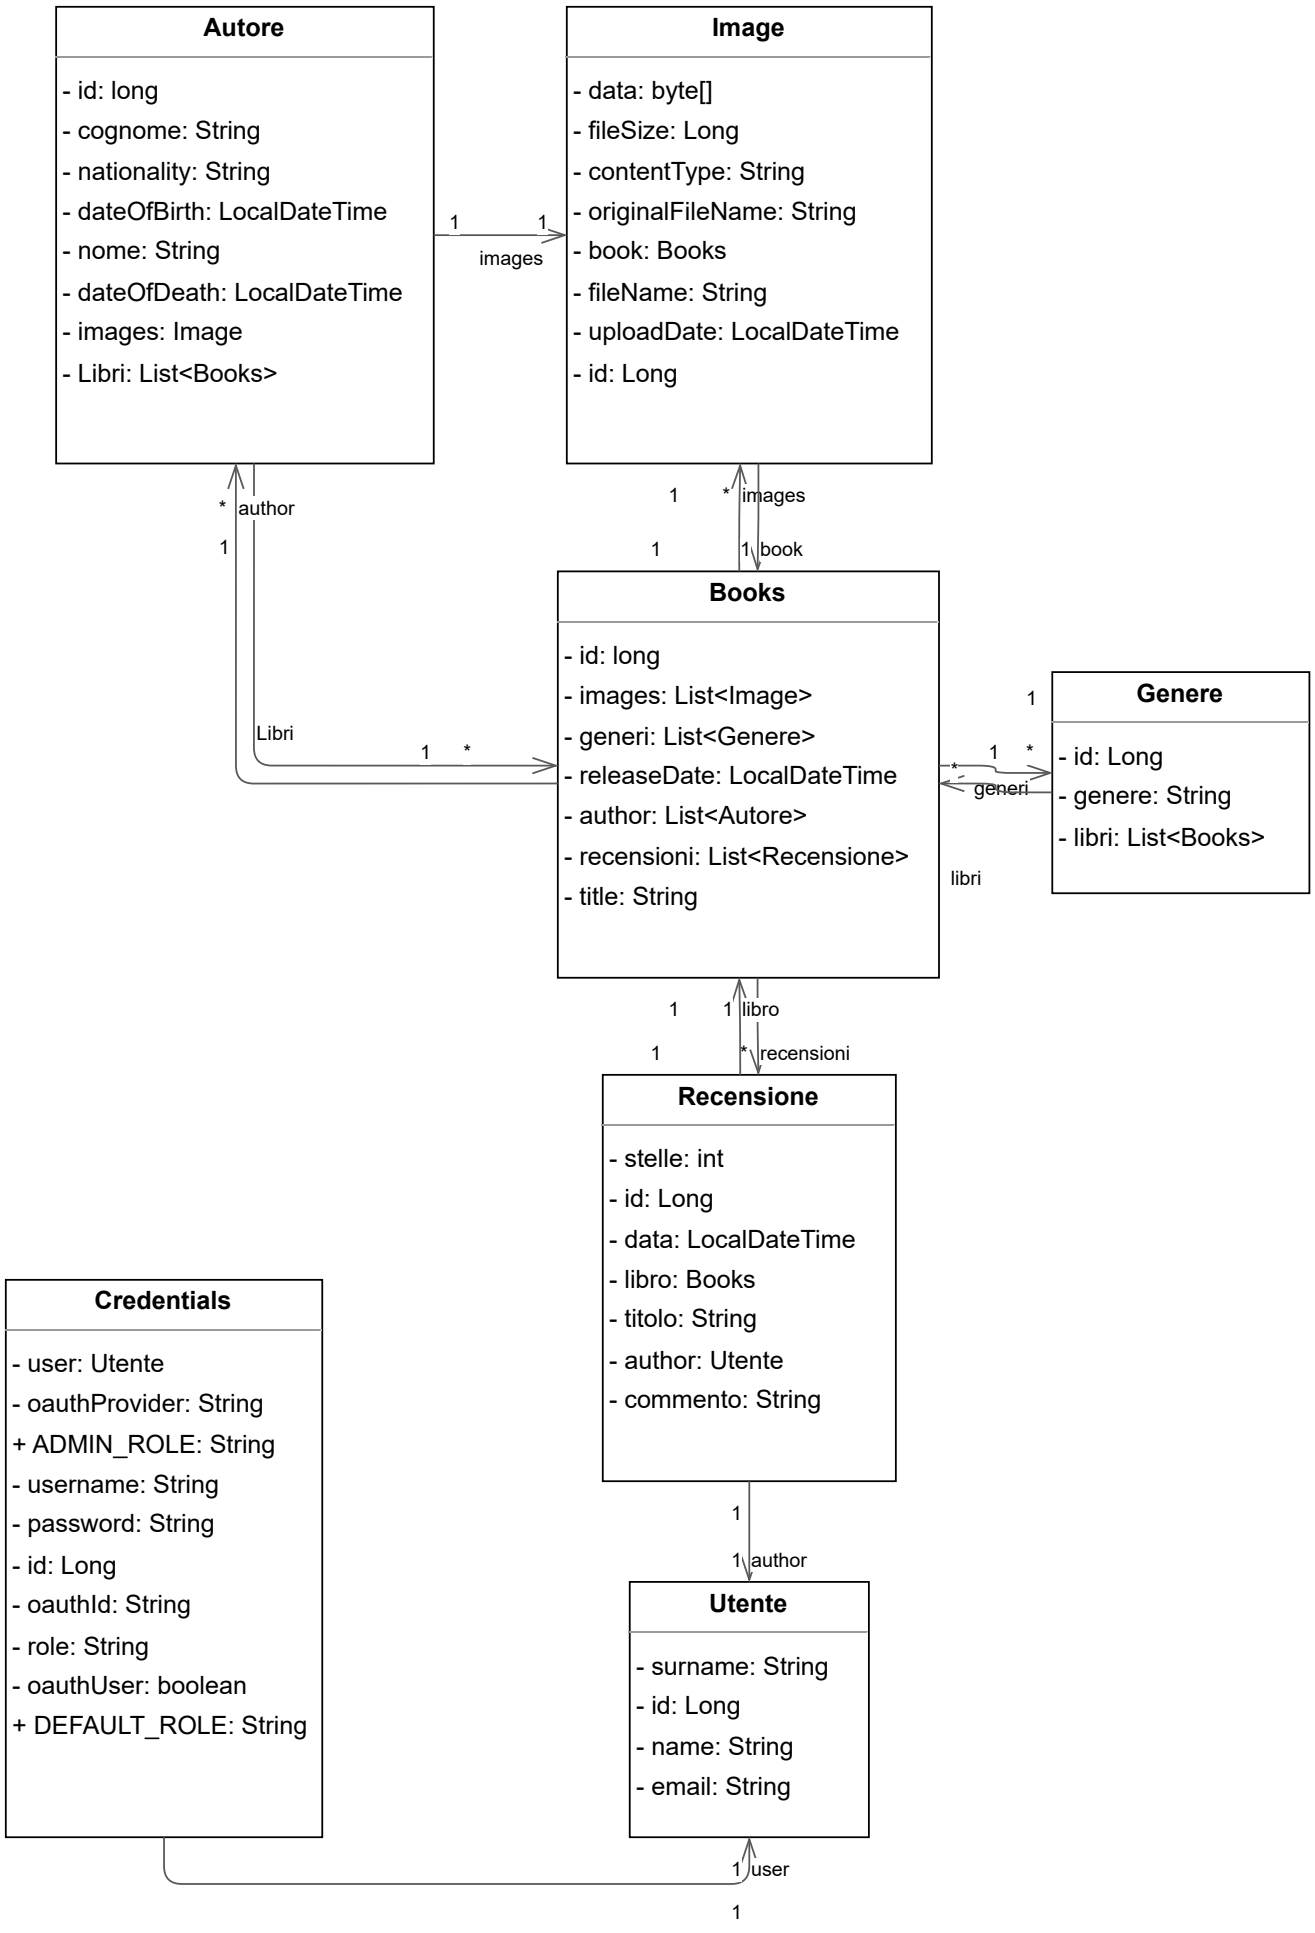 Autore
- id: long
- cognome: String
- nationality: String
- dateOfBirth: LocalDateTime
- nome: String
- dateOfDeath: LocalDateTime
- images: Image
- Libri: List<Books>
1 1
images
Image
- data: byte[]
- fileSize: Long
- contentType: String
- originalFileName: String
- book: Books
- fileName: String
- uploadDate: LocalDateTime
- id: Long
* author
1
Libri
1 *
1 * images
1 1 book
Books
- id: long
- images: List<Image>
- generi: List<Genere>
- releaseDate: LocalDateTime
- author: List<Autore>
- recensioni: List<Recensione>
- title: String
1
1 *
*
generi
libri
Genere
- id: Long
- genere: String
- libri: List<Books>
1 1 libro
1 * recensioni
Recensione
- stelle: int
- id: Long
- data: LocalDateTime
- libro: Books
- titolo: String
- author: Utente
- commento: String
Credentials
- user: Utente
- oauthProvider: String
+ ADMIN_ROLE: String
- username: String
- password: String
- id: Long
- oauthId: String
- role: String
- oauthUser: boolean
+ DEFAULT_ROLE: String
1
1 author
Utente
- surname: String
- id: Long
- name: String
- email: String
1 user
1